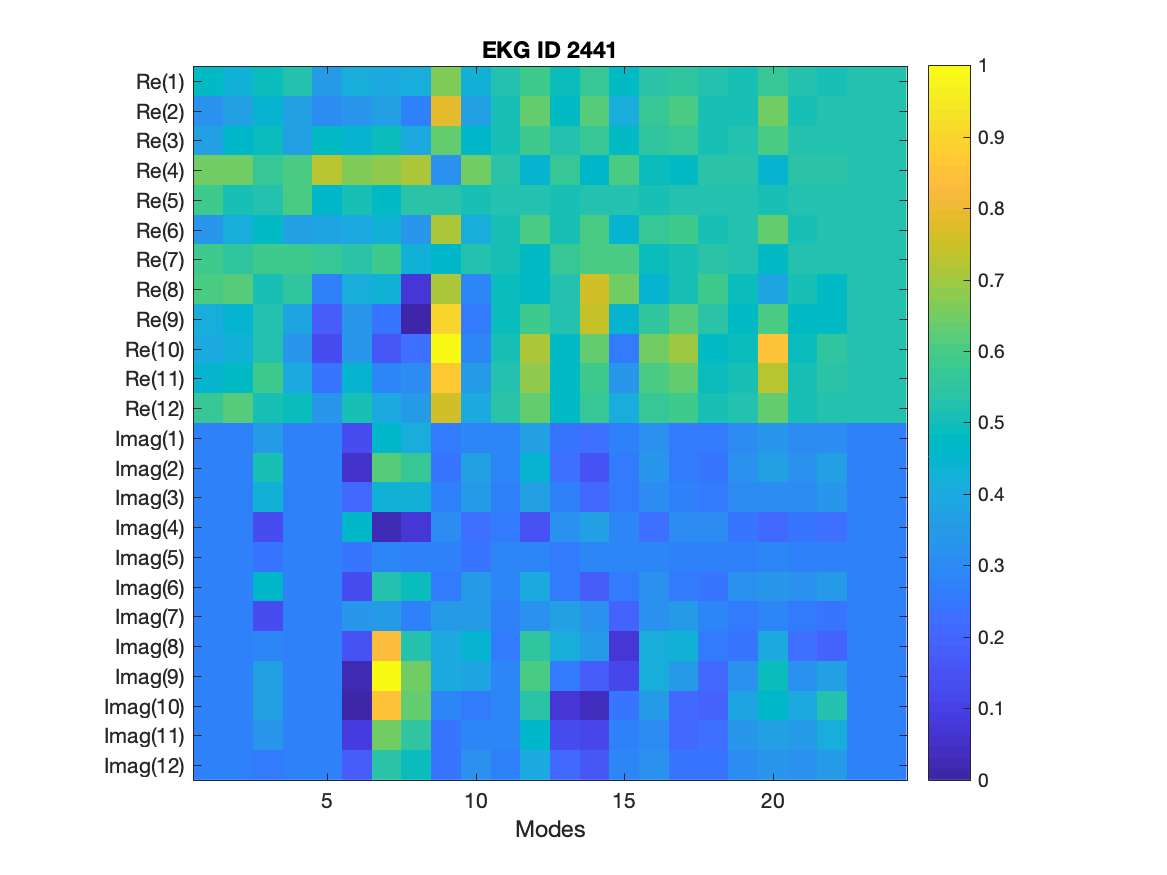 EKG ID 2441
Re(1)
Re(2)
Re(3)
Re(4)
Re(5)
Re(6)
Re(7)
Re(8)
Re(9)
Re(10)
Re(11)
Re(12)
Imag(1)
Imag(2)
Imag(3)
Imag(4)
Imag(5)
Imag(6)
Imag(7)
Imag(8)
Imag(9)
Imag(10)
Imag(11)
Imag(12)
5 10 15 20
Modes
1
0.9
0.8
0.7
0.6
0.5
0.4
0.3
0.2
0.1
0